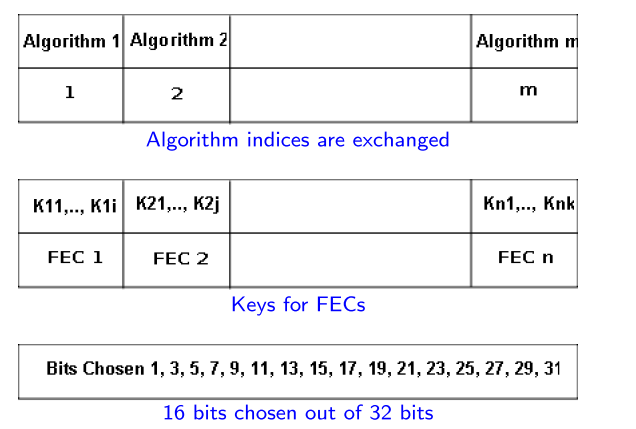 Algorithm 1 Algorithm 2 Algorithm m
1 2 m
Algorithm indices are exchanged
K11,.., K1i K21,.., K2j Kn1,.., Knk
FEC 1 FEC 2 FEC n
Keys for FECs
Bits Chosen 1, 3, 5, 7, 9, 11, 13, 15, 17, 19, 21, 23, 25, 27, 29, 31
16 bits chosen out of 32 bits